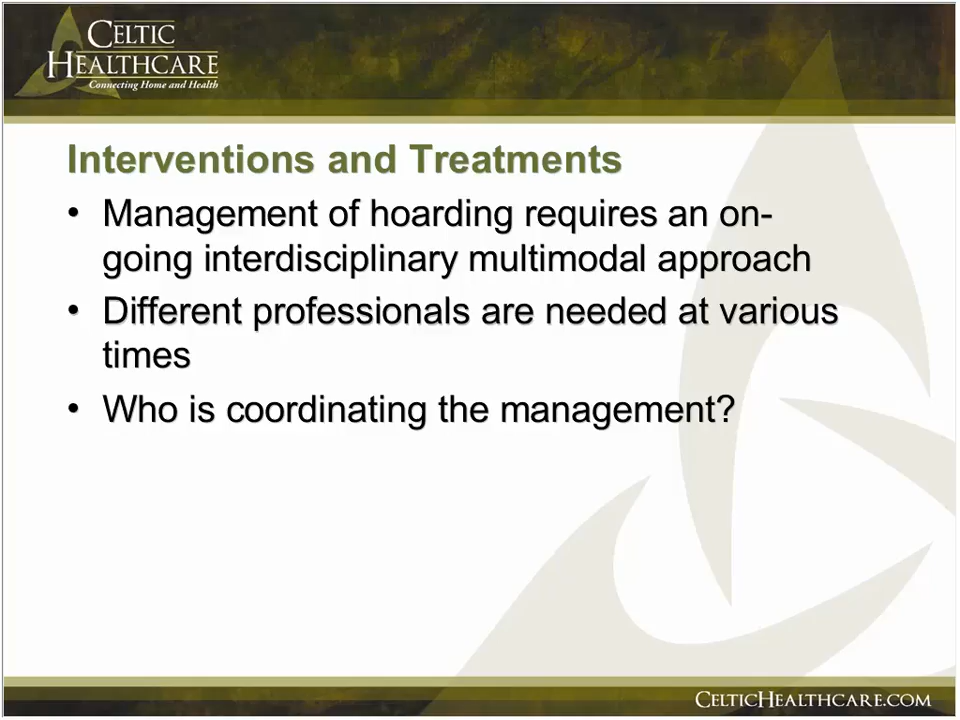 CELTIC
HEALTHCARE
Connecting Home and Health
Interventions and Treatments
• Management of hoarding requires an on-
going interdisciplinary multimodal approach
• Different professionals are needed at various
times
• Who is coordinating the management?
CELTICHEALTHCARE.COM